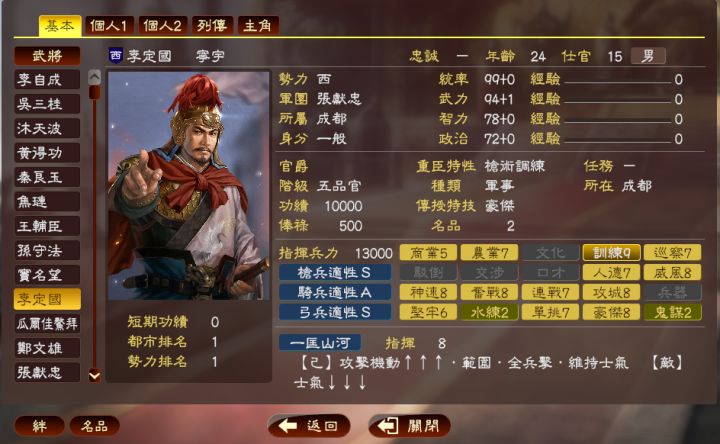 基本 個人1 個人2 列傳 主角
武將
李自成
吳三桂
沐天波
黃得功
秦良玉
焦璉
王輔臣
孫守法
竇名望
李定國
瓜爾佳鰲拜
鄭文雄
張獻忠
西 李定國 寧宇 忠誠 — 年齡 24 仕官 15 男
勢力 西 統率 99+0 經驗 0
軍團 張獻忠 武力 94+1 經驗 0
所屬 成都 智力 78+0 經驗 0
身分 一般 政治 72+0 經驗 0
官爵 重臣特性 槍術訓練 任務 —
階級 五品官 種類 軍事 所在 成都
功績 10000 傳授特技 豪傑
俸祿 500 名品 2
指揮兵力 13000 商業5 農業7 文化 訓練9 巡察7
槍兵適性 S 駁倒 交涉 口才 人德7 威風8
騎兵適性 A 神速8 奮戰8 連戰7 攻城8 兵器
弓兵適性 S 堅牢6 水練2 單挑7 豪傑8 鬼謀2
短期功績 0
都市排名 1
勢力排名 1
一匡山河 指揮 8
【己】攻擊機動↑↑↑・範圍・全兵擊・維持士氣 【敵】
士氣↓↓↓
絆 名品 返回 關閉